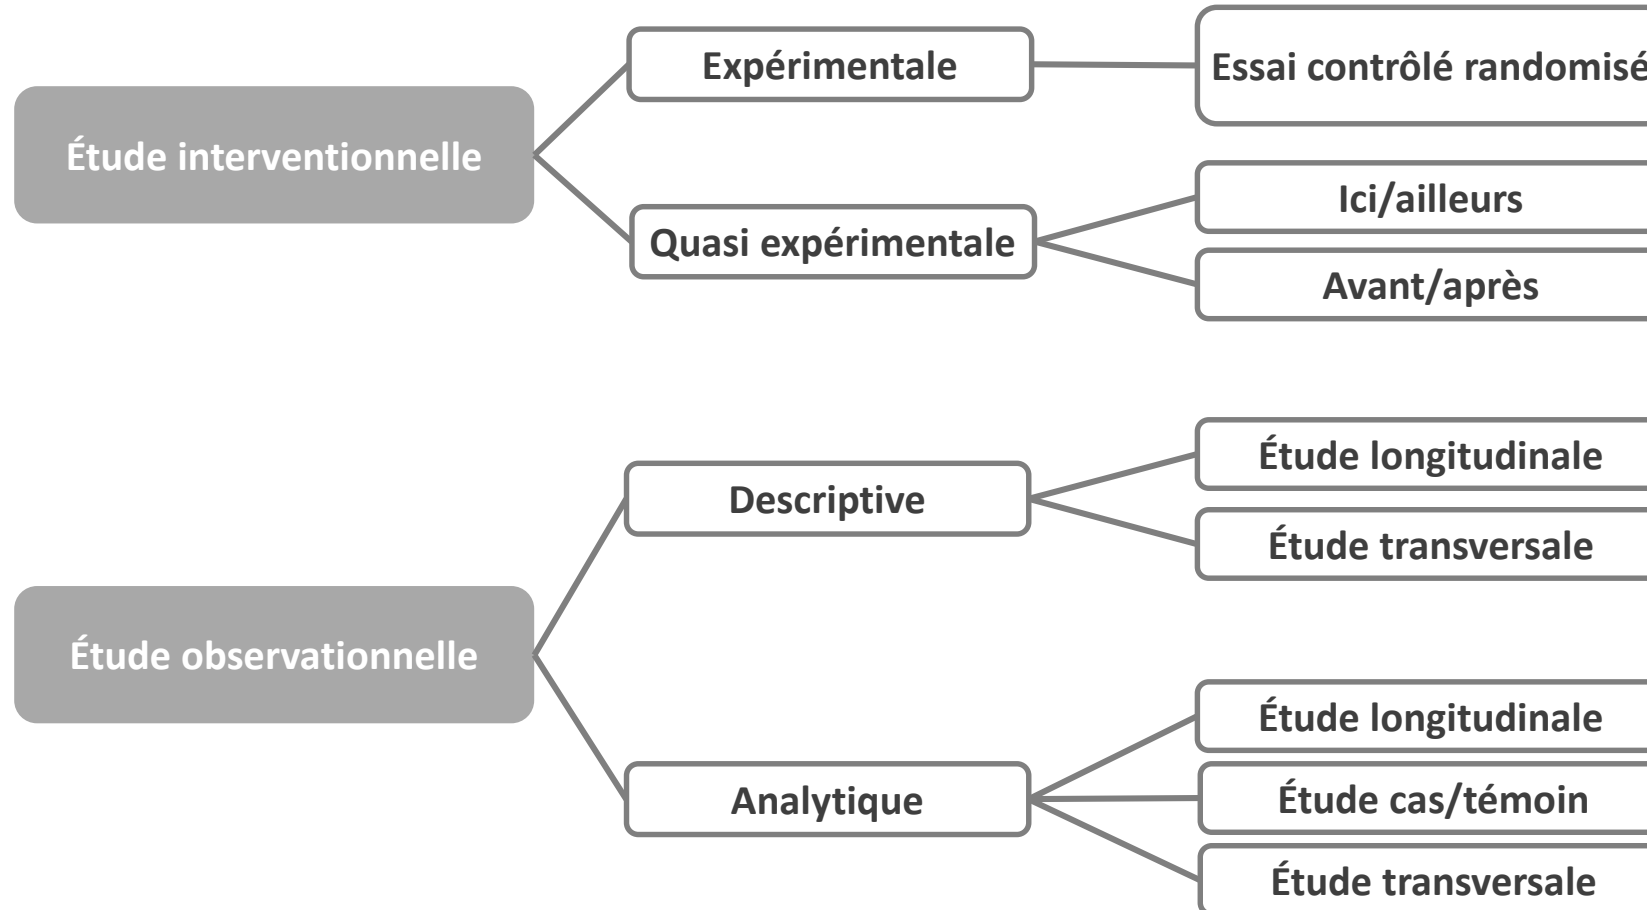 Étude interventionnelle
Expérimentale
Essai contrôlé randomisé
Quasi expérimentale
Ici/ailleurs
Avant/après
Étude observationnelle
Descriptive
Étude longitudinale
Étude transversale
Analytique
Étude longitudinale
Étude cas/témoin
Étude transversale